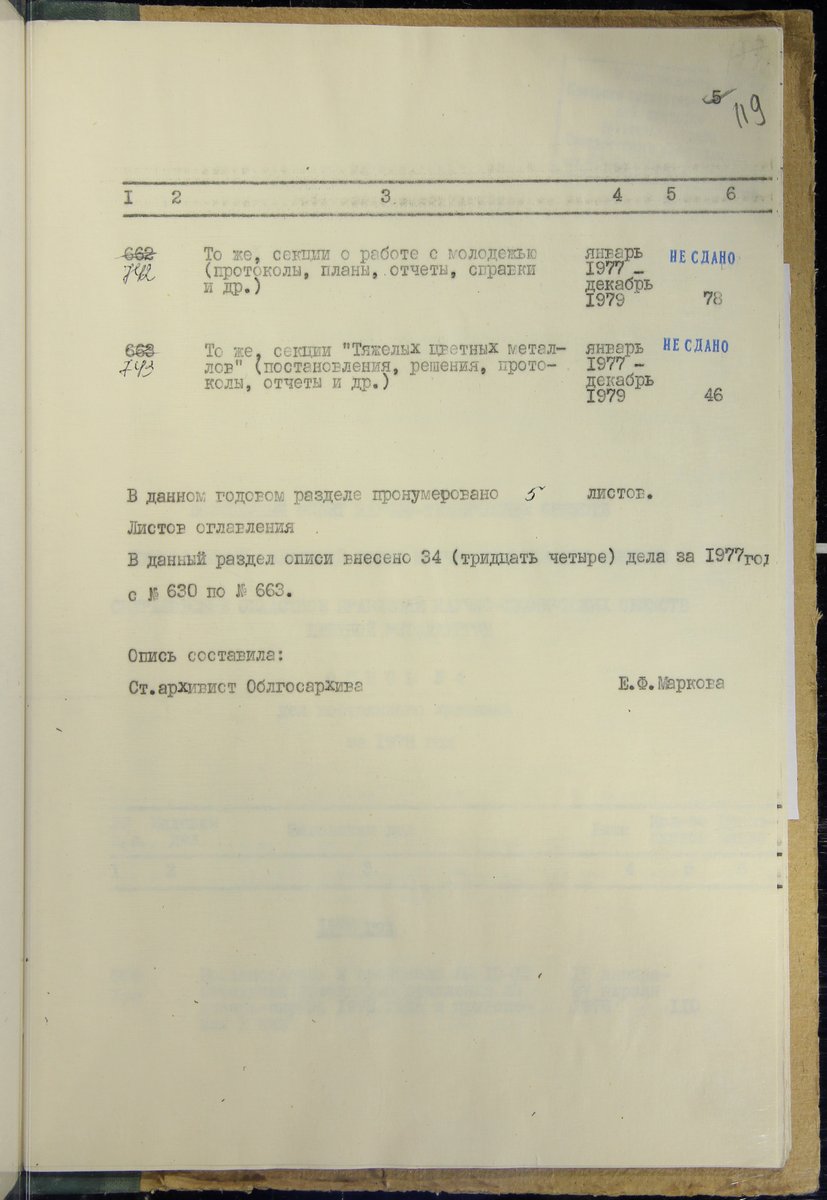 5
119
1 2 3 4 5 6
662 То же, секции о работе с молодежью январь НЕ СДАНО
742 (протоколы, планы, отчеты, справки 1977 –
и др.) декабрь
1979 78
663 То же, секции "Тяжелых цветных метал- январь НЕ СДАНО
743 лов" (постановления, решения, прото- 1977 –
колы, отчеты и др.) декабрь
1979 46
В данном годовом разделе пронумеровано 5 листов.
Листов оглавления
В данный раздел описи внесено 34 (тридцать четыре) дела за 1977год
с № 630 по № 663.
Опись составила:
Ст.архивист Облгосархива Е.Ф.Маркова